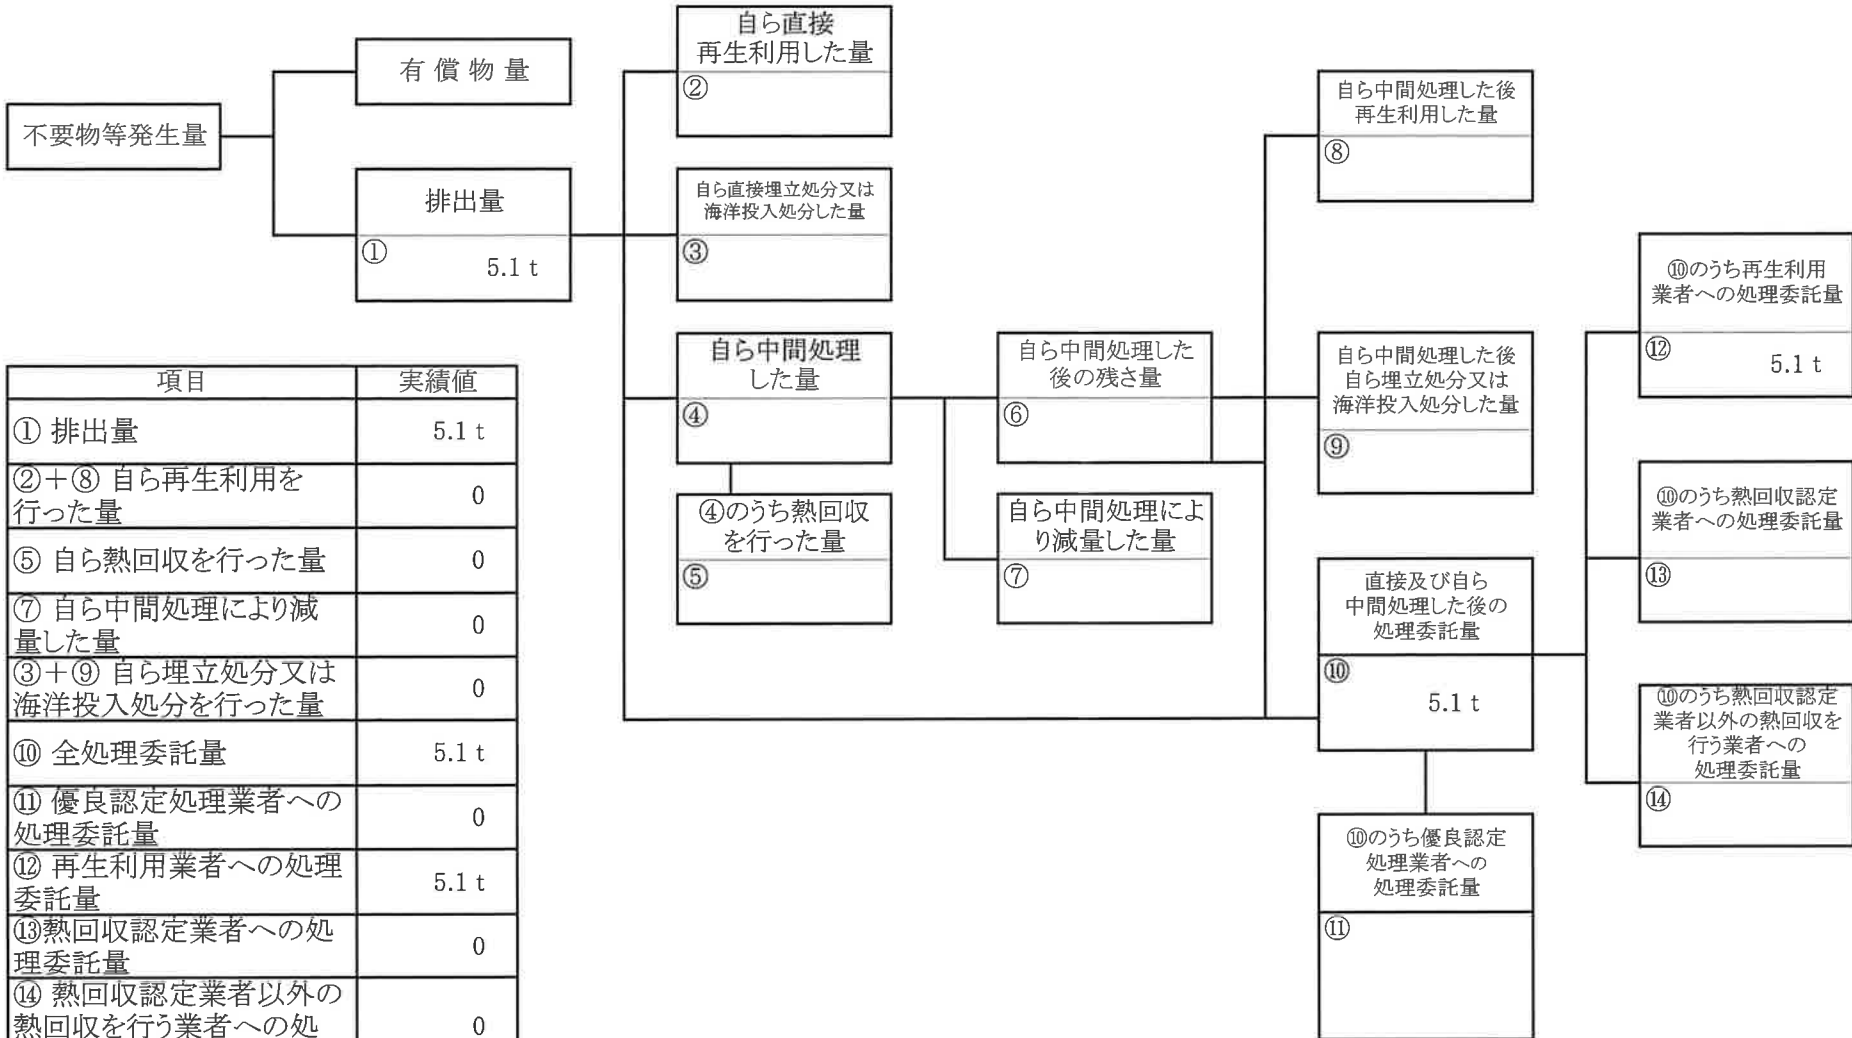 不要物等発生量
有償物量
排出量
①
5.1 t
自ら直接
再生利用した量
②
自ら直接埋立処分又は
海洋投入処分した量
③
自ら中間処理
した量
④
④のうち熱回収
を行った量
⑤
自ら中間処理した
後の残さ量
⑥
自ら中間処理によ
り減量した量
⑦
自ら中間処理した後
再生利用した量
⑧
自ら中間処理した後
自ら埋立処分又は
海洋投入処分した量
⑨
直接及び自ら
中間処理した後の
処理委託量
⑩
5.1 t
⑩のうち優良認定
処理業者への
処理委託量
⑪
⑩のうち再生利用
業者への処理委託量
⑫
5.1 t
⑩のうち熱回収認定
業者への処理委託量
⑬
⑩のうち熱回収認定
業者以外の熱回収を
行う業者への
処理委託量
⑭
項目 実績値
① 排出量 5.1 t
②+⑧ 自ら再生利用を
行った量 0
⑤ 自ら熱回収を行った量 0
⑦ 自ら中間処理により減
量した量 0
③+⑨ 自ら埋立処分又は
海洋投入処分を行った量 0
⑩ 全処理委託量 5.1 t
⑪ 優良認定処理業者への
処理委託量 0
⑫ 再生利用業者への処理
委託量 5.1 t
⑬熱回収認定業者への処
理委託量 0
⑭ 熱回収認定業者以外の
熱回収を行う業者への処 0